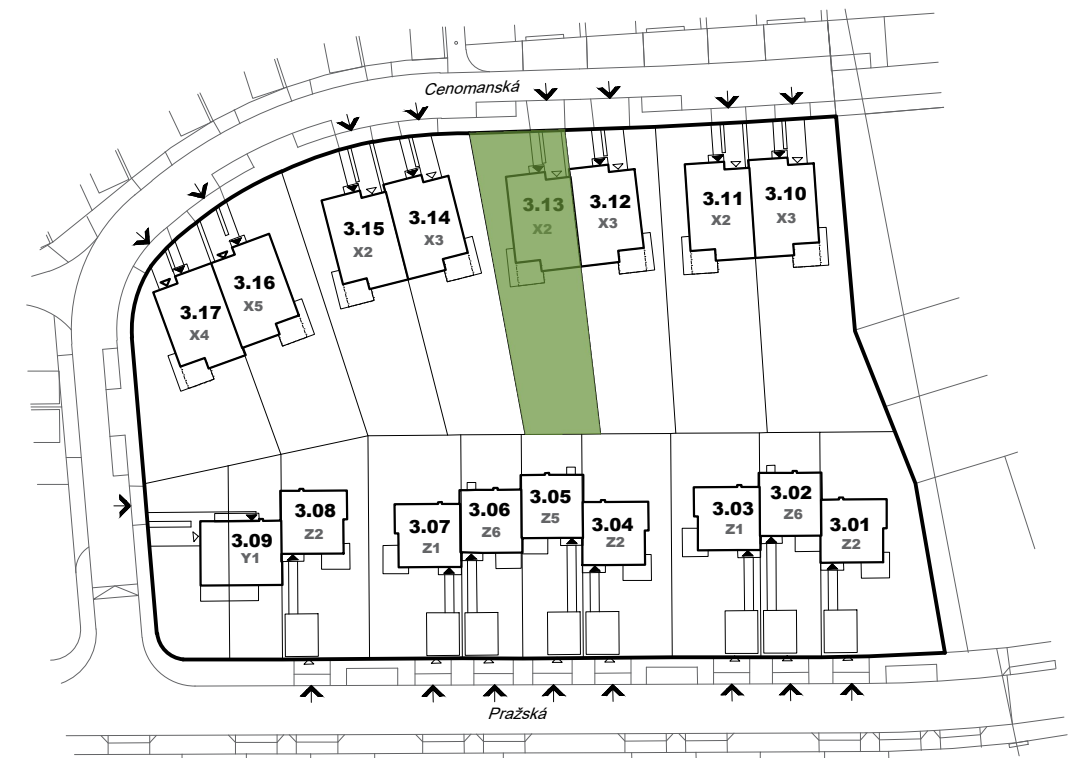 Cenomanská
3.17
X4
3.16
X5
3.15
X2
3.14
X3
3.13
X2
3.12
X3
3.11
X2
3.10
X3
3.09
Y1
3.08
Z2
3.07
Z1
3.06
Z6
3.05
Z5
3.04
Z2
3.03
Z1
3.02
Z6
3.01
Z2
Pražská